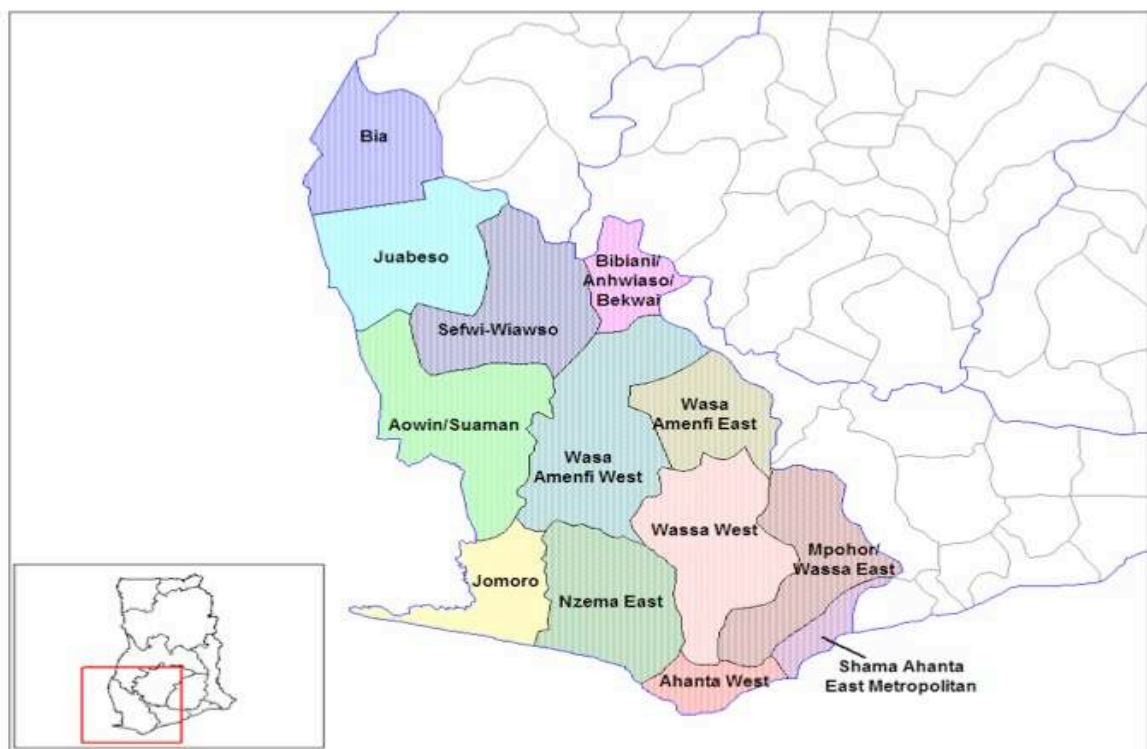 Bia
Juabeso
Bibiani/
Anhwiaso/
Bekwai
Sefwi-Wiawso
Aowin/Suaman
Wasa
Amenfi East
Wasa
Amenfi West
Wassa West
Mpohor/
Wassa East
Jomoro
Nzema East
Shama Ahanta
East Metropolitan
Ahanta West